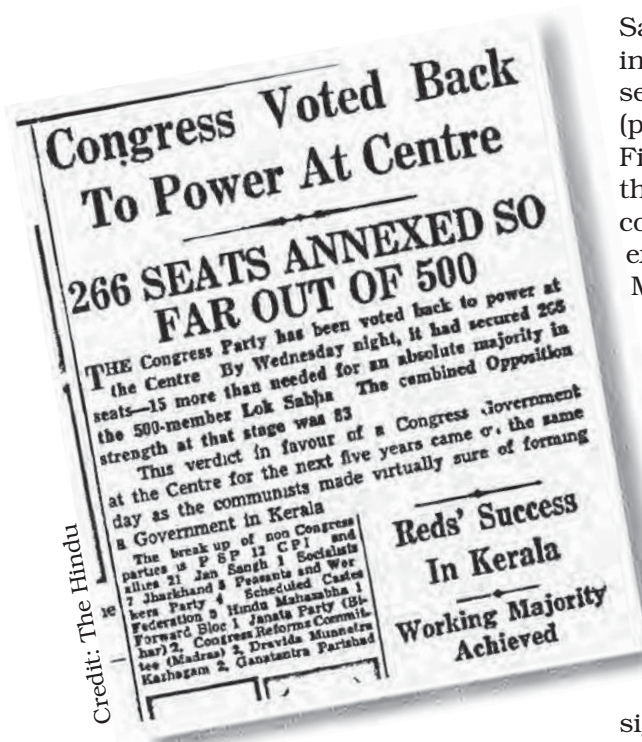 Congress Voted Back
To Power At Centre
266 SEATS ANNEXED SO
FAR OUT OF 500
THE Congress Party has been voted back to power at
the Centre By Wednesday night, it had secured
seats—15 more than needed for an absolute majority in
the 500-member Lok Sabha The combined Opposition
strength at that stage was 83
This verdict in favour of a Congress Government
at the Centre for the next five years came the same
day as the communists made virtually sure of forming
a Government in Kerala
The break up of non Congress
parties is P S P 12 C P I and
allies 21 Jan Sangh 1 Socialists
7 Jharkhand Peasants and Wor
kers Party 4 Scheduled Castes
Federation Hindu Mahasabha 1
Forward Bloc 1 Janata Party (Bi-
har) 2, Congress Reforms Commit-
tee (Madras) 2, Dravida Munnetra
Kazhagam 2, Ganatantra Parishad
Reds' Success
In Kerala
Working Majority
Achieved
Credit: The Hindu
Sa
in
se
(p
Fi
th
co
ex
M
si